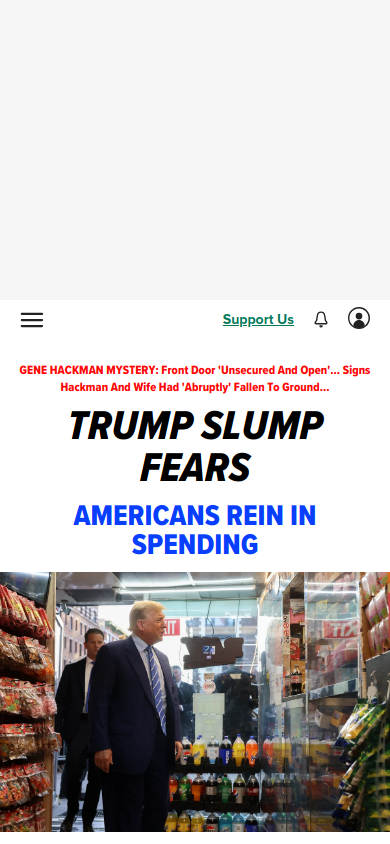 Support Us
GENE HACKMAN MYSTERY: Front Door 'Unsecured And Open'... Signs
Hackman And Wife Had 'Abruptly' Fallen To Ground...
TRUMP SLUMP
FEARS
AMERICANS REIN IN
SPENDING